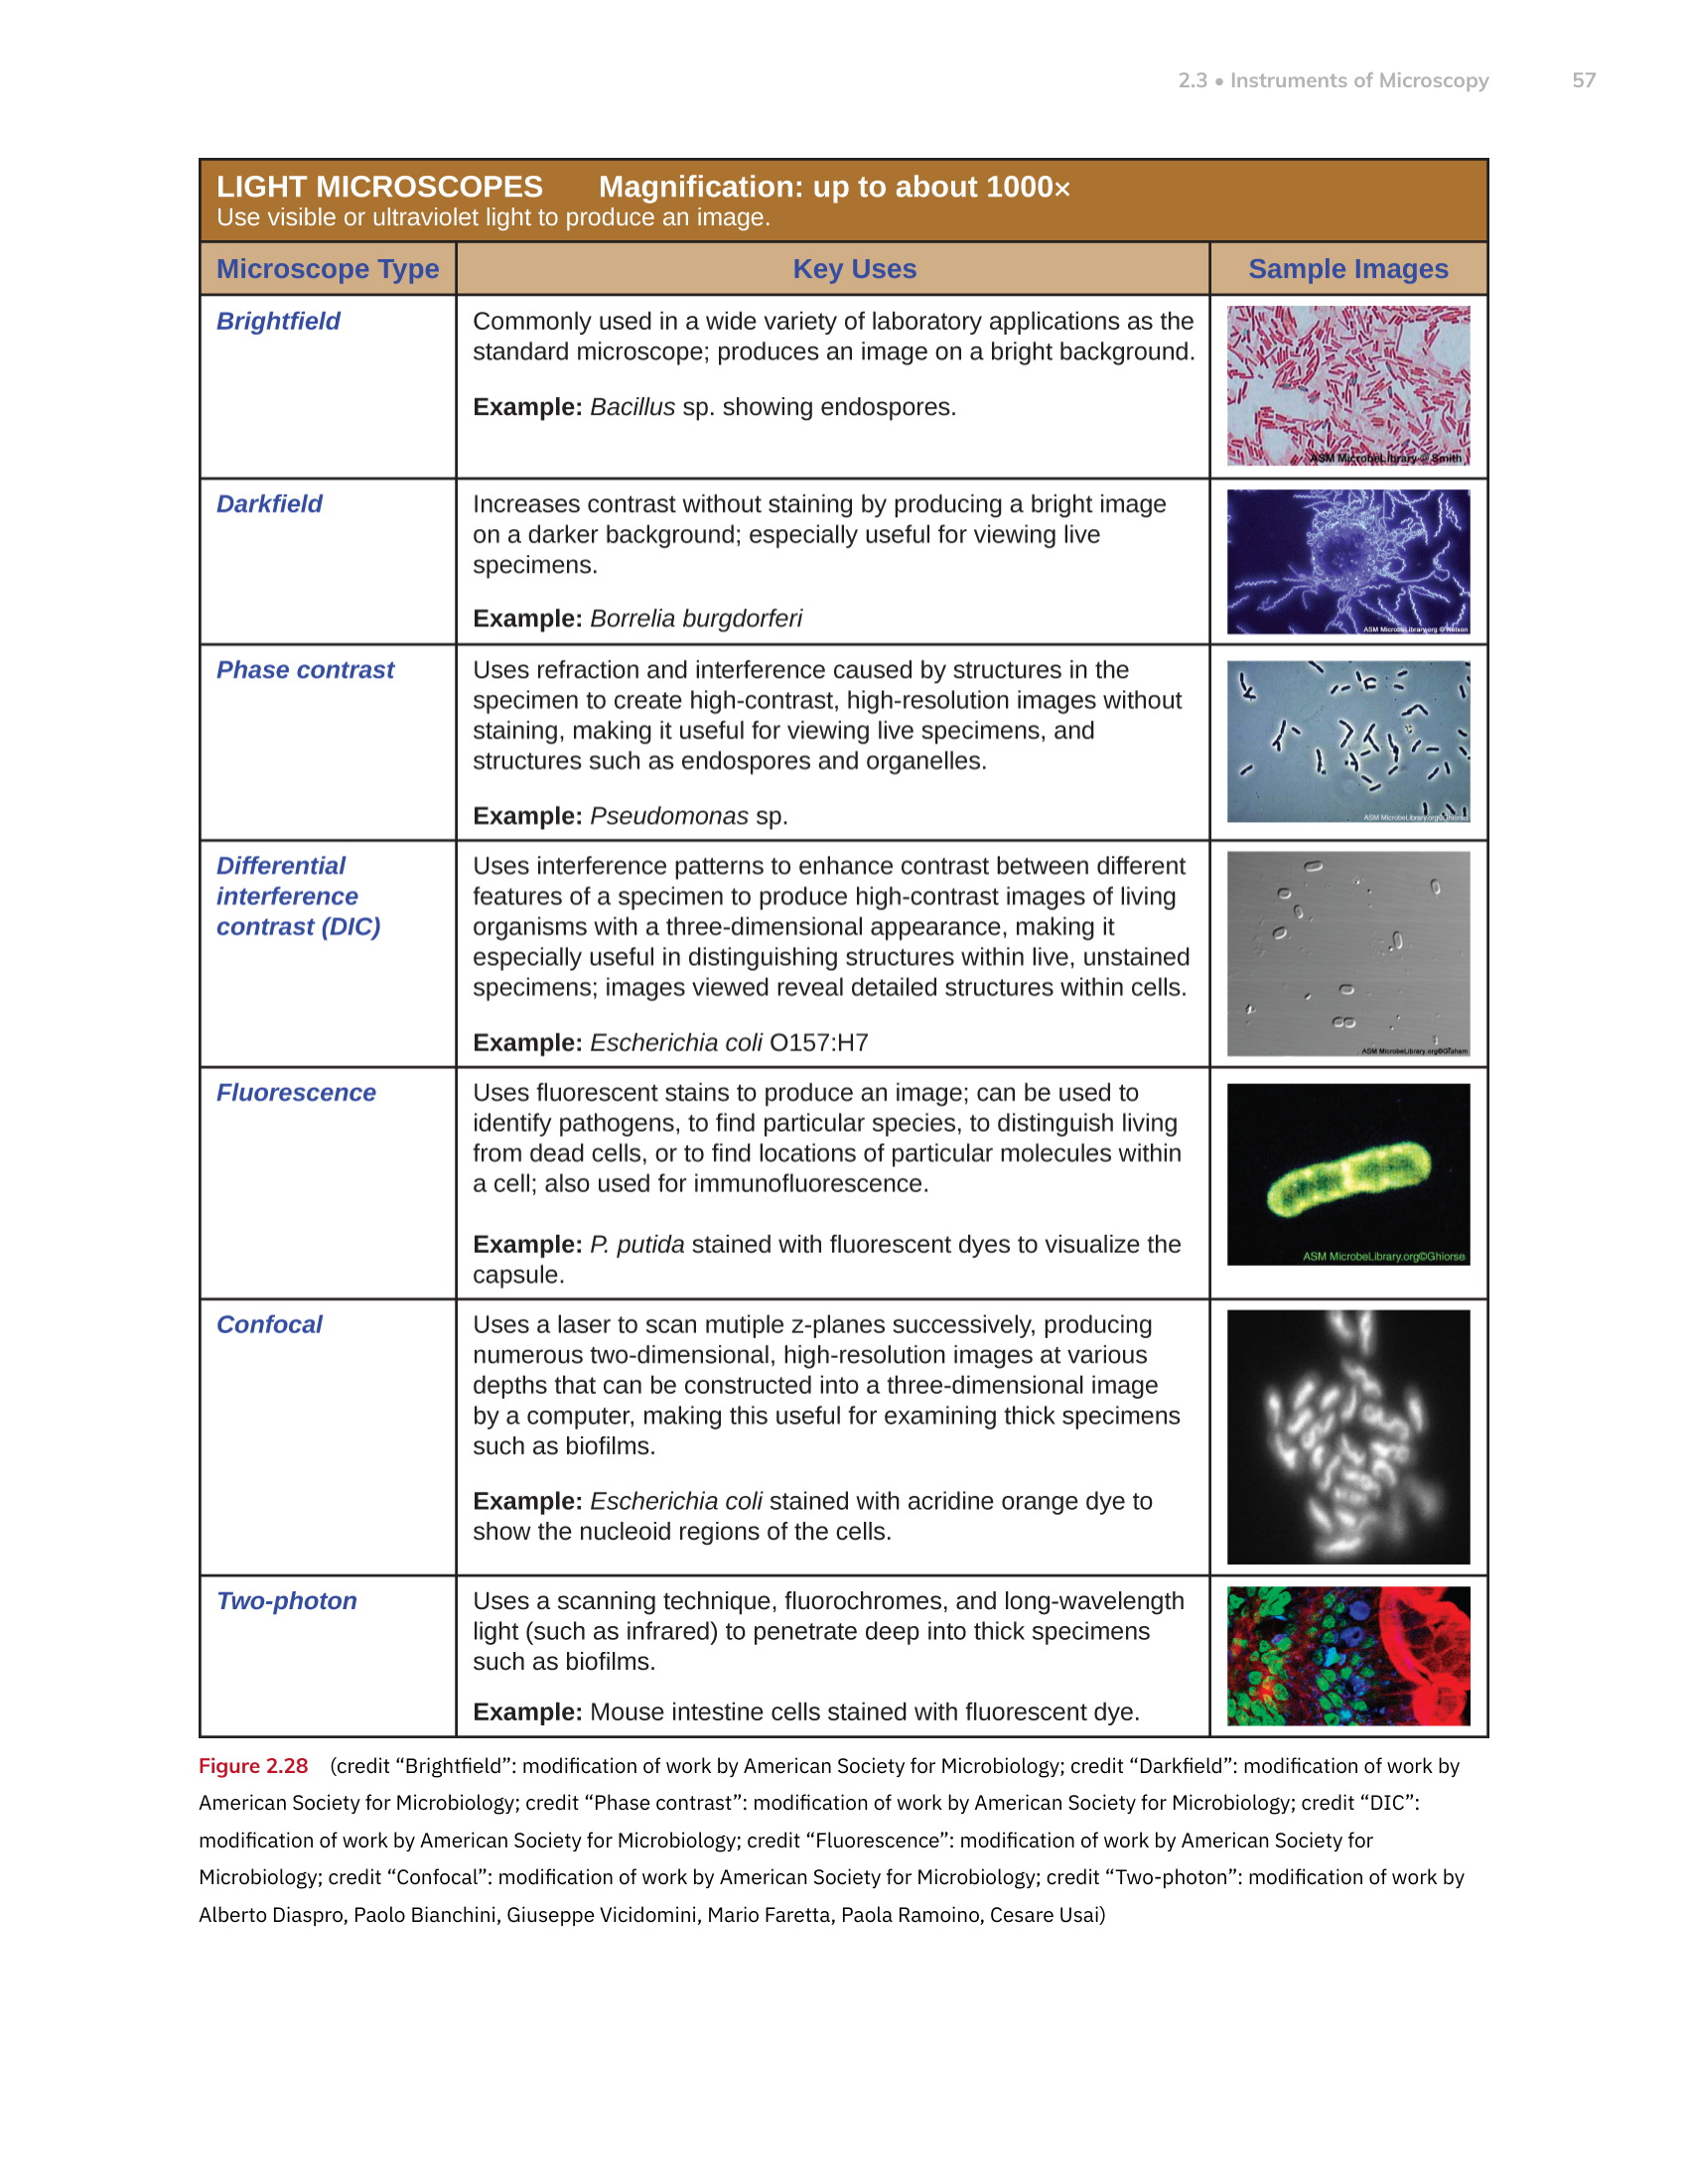 2.3 • Instruments of Microscopy 57
LIGHT MICROSCOPES Magnification: up to about 1000×
Use visible or ultraviolet light to produce an image.
Microscope Type Key Uses Sample Images
Brightfield
Commonly used in a wide variety of laboratory applications as the
standard microscope; produces an image on a bright background.
Example: Bacillus sp. showing endospores.
ASM MicrobeLibrary © Smith
Darkfield
Increases contrast without staining by producing a bright image
on a darker background; especially useful for viewing live
specimens.
Example: Borrelia burgdorferi
ASM MicrobeLibrary.org © Nelson
Phase contrast
Uses refraction and interference caused by structures in the
specimen to create high-contrast, high-resolution images without
staining, making it useful for viewing live specimens, and
structures such as endospores and organelles.
Example: Pseudomonas sp.
ASM MicrobeLibrary.org©Ghiorse
Differential
interference
contrast (DIC)
Uses interference patterns to enhance contrast between different
features of a specimen to produce high-contrast images of living
organisms with a three-dimensional appearance, making it
especially useful in distinguishing structures within live, unstained
specimens; images viewed reveal detailed structures within cells.
Example: Escherichia coli O157:H7
ASM MicrobeLibrary.org©Graham
Fluorescence
Uses fluorescent stains to produce an image; can be used to
identify pathogens, to find particular species, to distinguish living
from dead cells, or to find locations of particular molecules within
a cell; also used for immunofluorescence.
Example: P. putida stained with fluorescent dyes to visualize the
capsule.
ASM MicrobeLibrary.org©Ghiorse
Confocal
Uses a laser to scan mutiple z-planes successively, producing
numerous two-dimensional, high-resolution images at various
depths that can be constructed into a three-dimensional image
by a computer, making this useful for examining thick specimens
such as biofilms.
Example: Escherichia coli stained with acridine orange dye to
show the nucleoid regions of the cells.
Two-photon
Uses a scanning technique, fluorochromes, and long-wavelength
light (such as infrared) to penetrate deep into thick specimens
such as biofilms.
Example: Mouse intestine cells stained with fluorescent dye.
Figure 2.28 (credit “Brightfield”: modification of work by American Society for Microbiology; credit “Darkfield”: modification of work by
American Society for Microbiology; credit “Phase contrast”: modification of work by American Society for Microbiology; credit “DIC”:
modification of work by American Society for Microbiology; credit “Fluorescence”: modification of work by American Society for
Microbiology; credit “Confocal”: modification of work by American Society for Microbiology; credit “Two-photon”: modification of work by
Alberto Diaspro, Paolo Bianchini, Giuseppe Vicidomini, Mario Faretta, Paola Ramoino, Cesare Usai)